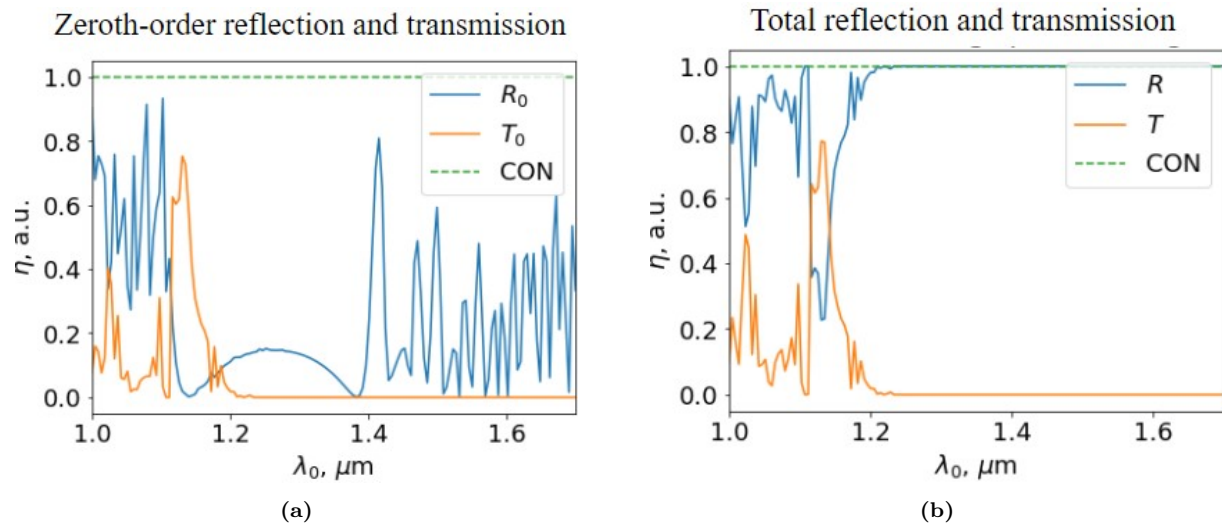 Zeroth-order reflection and transmission
1.0
0.8
0.6
0.4
0.2
0.0
η, a.u.
R₀
T₀
CON
1.0
1.2
1.4
1.6
λ₀, μm
(a)
Total reflection and transmission
1.0
0.8
0.6
0.4
0.2
0.0
η, a.u.
R
T
CON
1.0
1.2
1.4
1.6
λ₀, μm
(b)